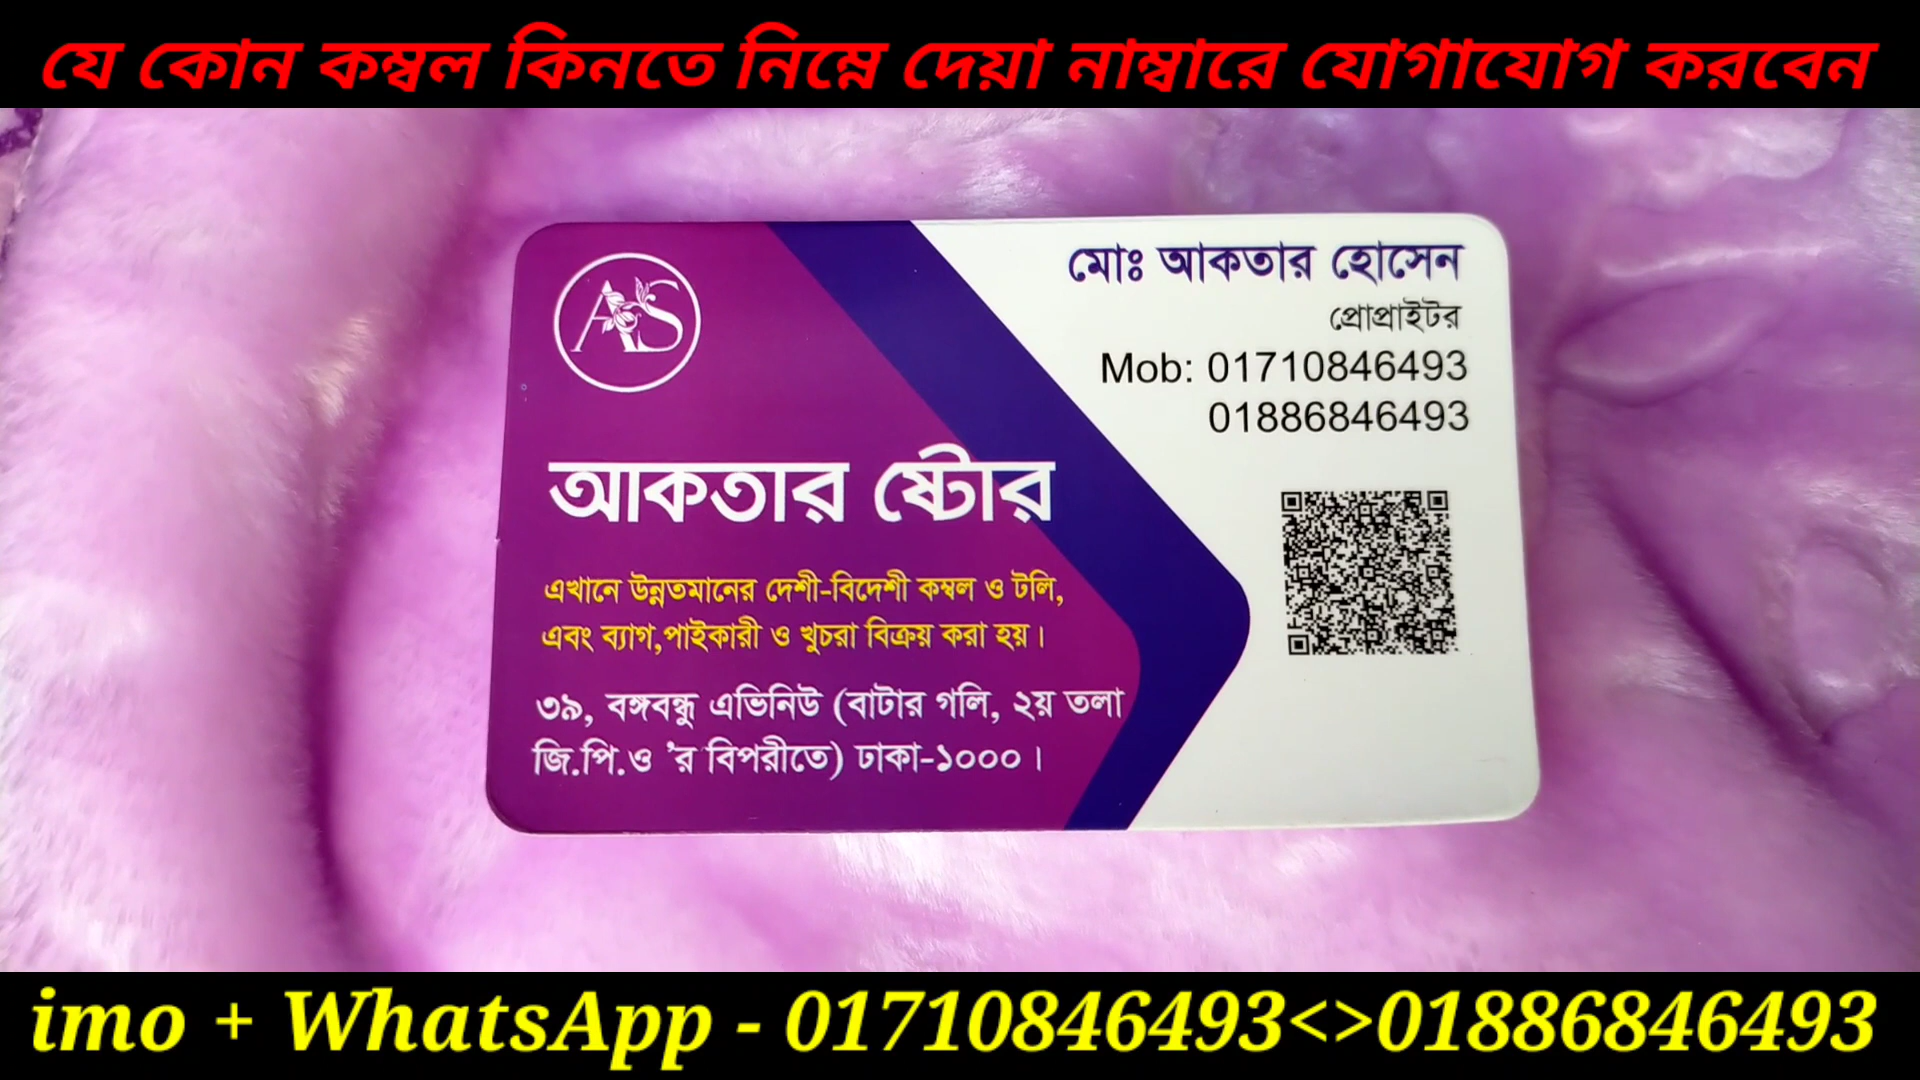 যে কোন কম্বল কিনতে নিম্নে দেয়া নাম্বারে যোগাযোগ করবেন
AS
মোঃ আকতার হোসেন
প্রোপ্রাইটর
Mob: 01710846493
01886846493
আকতার ষ্টোর
এখানে উন্নতমানের দেশী-বিদেশী কম্বল ও টলি,
এবং ব্যাগ,পাইকারী ও খুচরা বিক্রয় করা হয়।
৩৯, বঙ্গবন্ধু এভিনিউ (বাটার গলি, ২য় তলা
জি.পি.ও ’র বিপরীতে) ঢাকা-১০০০।
imo + WhatsApp - 01710846493<>01886846493